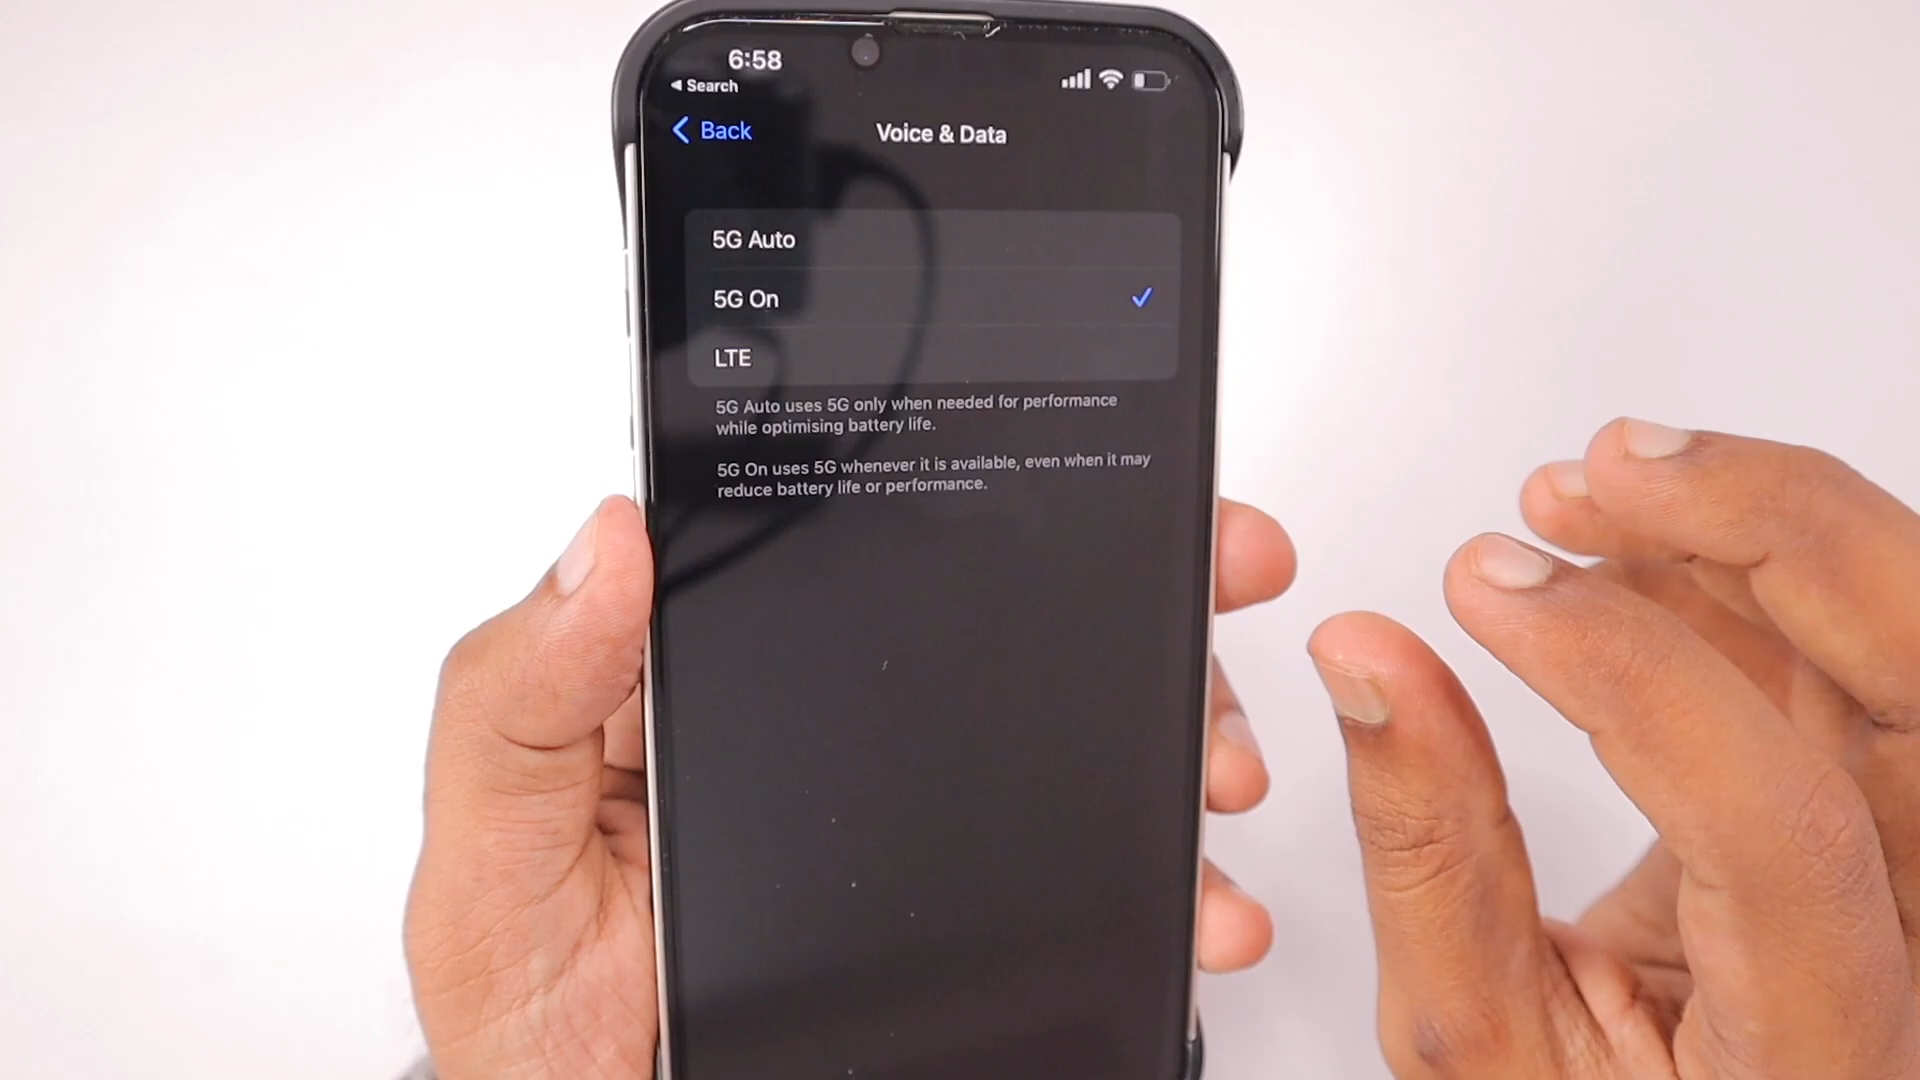 6:58
Search
Back
Voice & Data
5G Auto
5G On
LTE
5G Auto uses 5G only when needed for performance
while optimising battery life.
5G On uses 5G whenever it is available, even when it may
reduce battery life or performance.